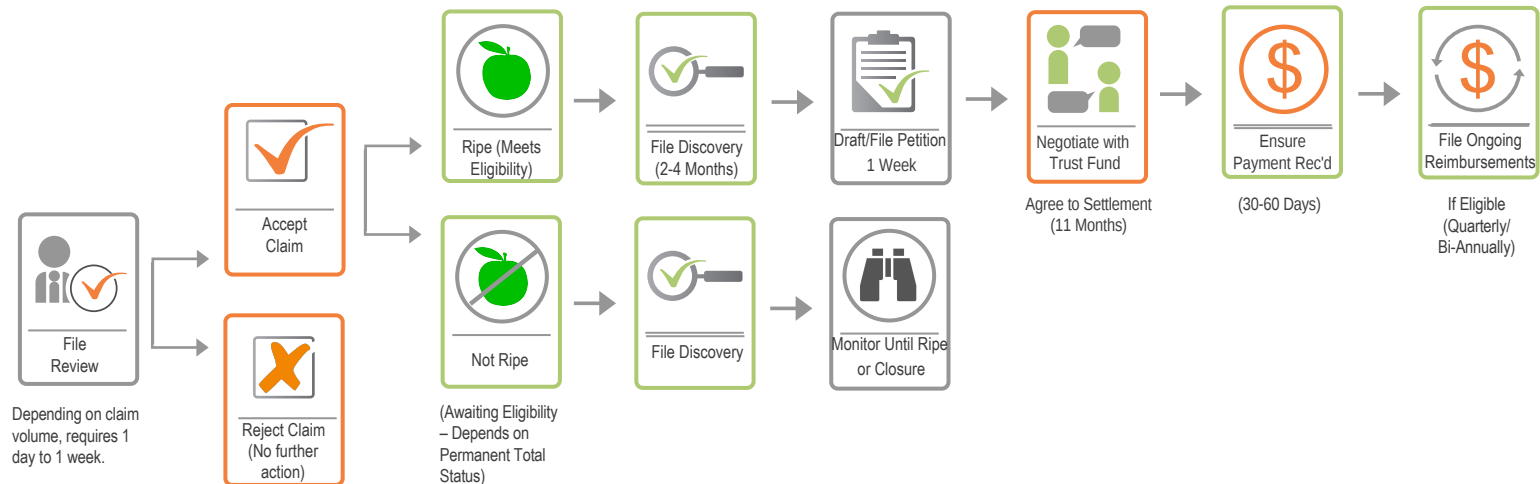 File
Review
Depending on claim
volume, requires 1
day to 1 week.
Accept
Claim
Reject Claim
(No further
action)
Ripe (Meets
Eligibility)
File Discovery
(2-4 Months)
Draft/File Petition
1 Week
Negotiate with
Trust Fund
Agree to Settlement
(11 Months)
$
Ensure
Payment Rec'd
(30-60 Days)
$
File Ongoing
Reimbursements
If Eligible
(Quarterly/
Bi-Annually)
Not Ripe
(Awaiting Eligibility
– Depends on
Permanent Total
Status)
File Discovery
Monitor Until Ripe
or Closure